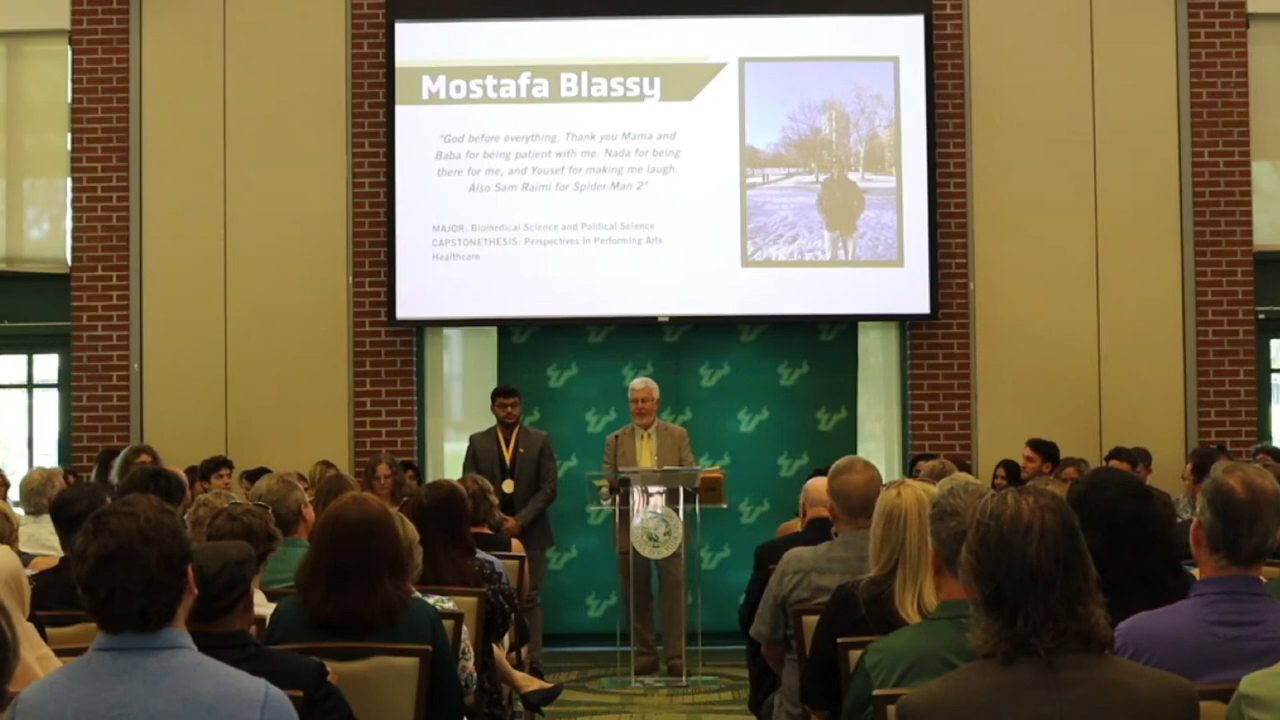 Mostafa Blassy
"God before everything. Thank you Mama and
Baba for being patient with me. Nada for being
there for me, and Yousef for making me laugh.
Also Sam Raimi for Spider-Man 2"
MAJOR: Biomedical Science and Political Science
CAPSTONETHESIS: Perspectives in Performing Arts
Healthcare